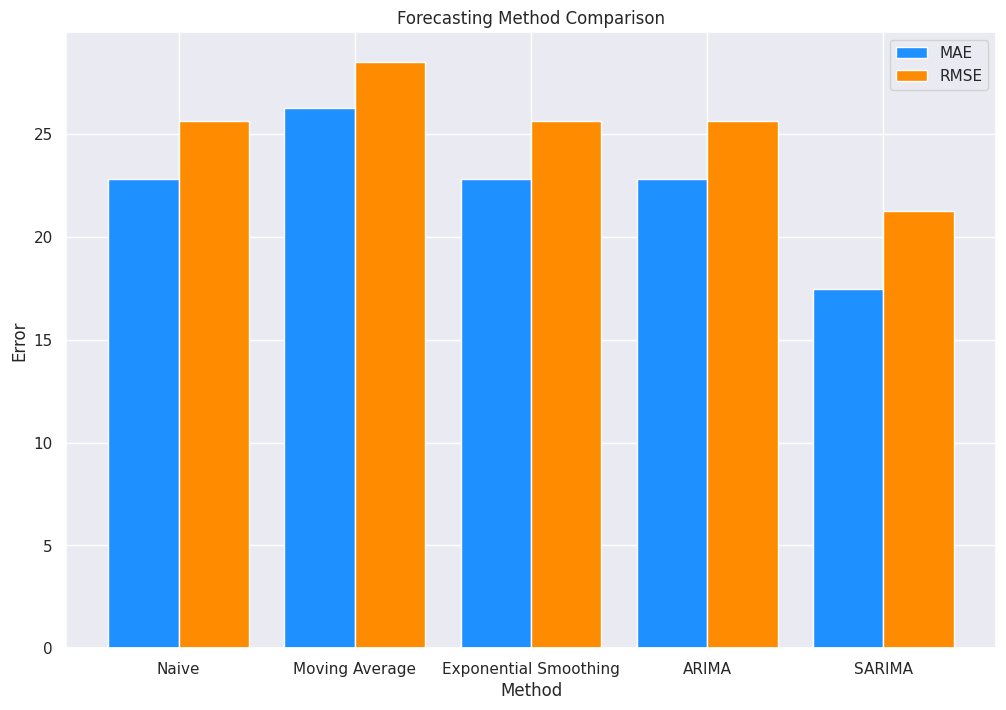 Forecasting Method Comparison
MAE
RMSE
Error
25
20
15
10
5
0
Naive
Moving Average
Exponential Smoothing
ARIMA
SARIMA
Method